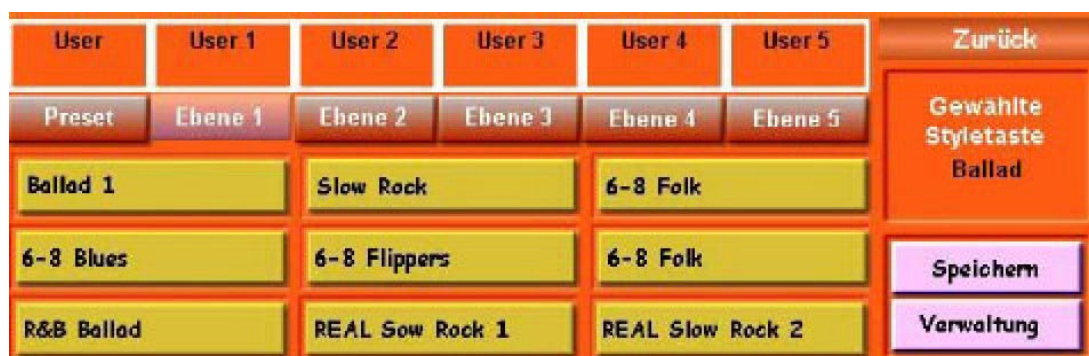 User User 1 User 2 User 3 User 4 User 5 Zurück
Preset Ebene 1 Ebene 2 Ebene 3 Ebene 4 Ebene 5
Gewählte
Styletaste
Ballad
Ballad 1 Slow Rock 6-8 Folk
6-8 Blues 6-8 Flippers 6-8 Folk
Speichern
R&B Ballad REAL Sow Rock 1 REAL Slow Rock 2
Verwaltung